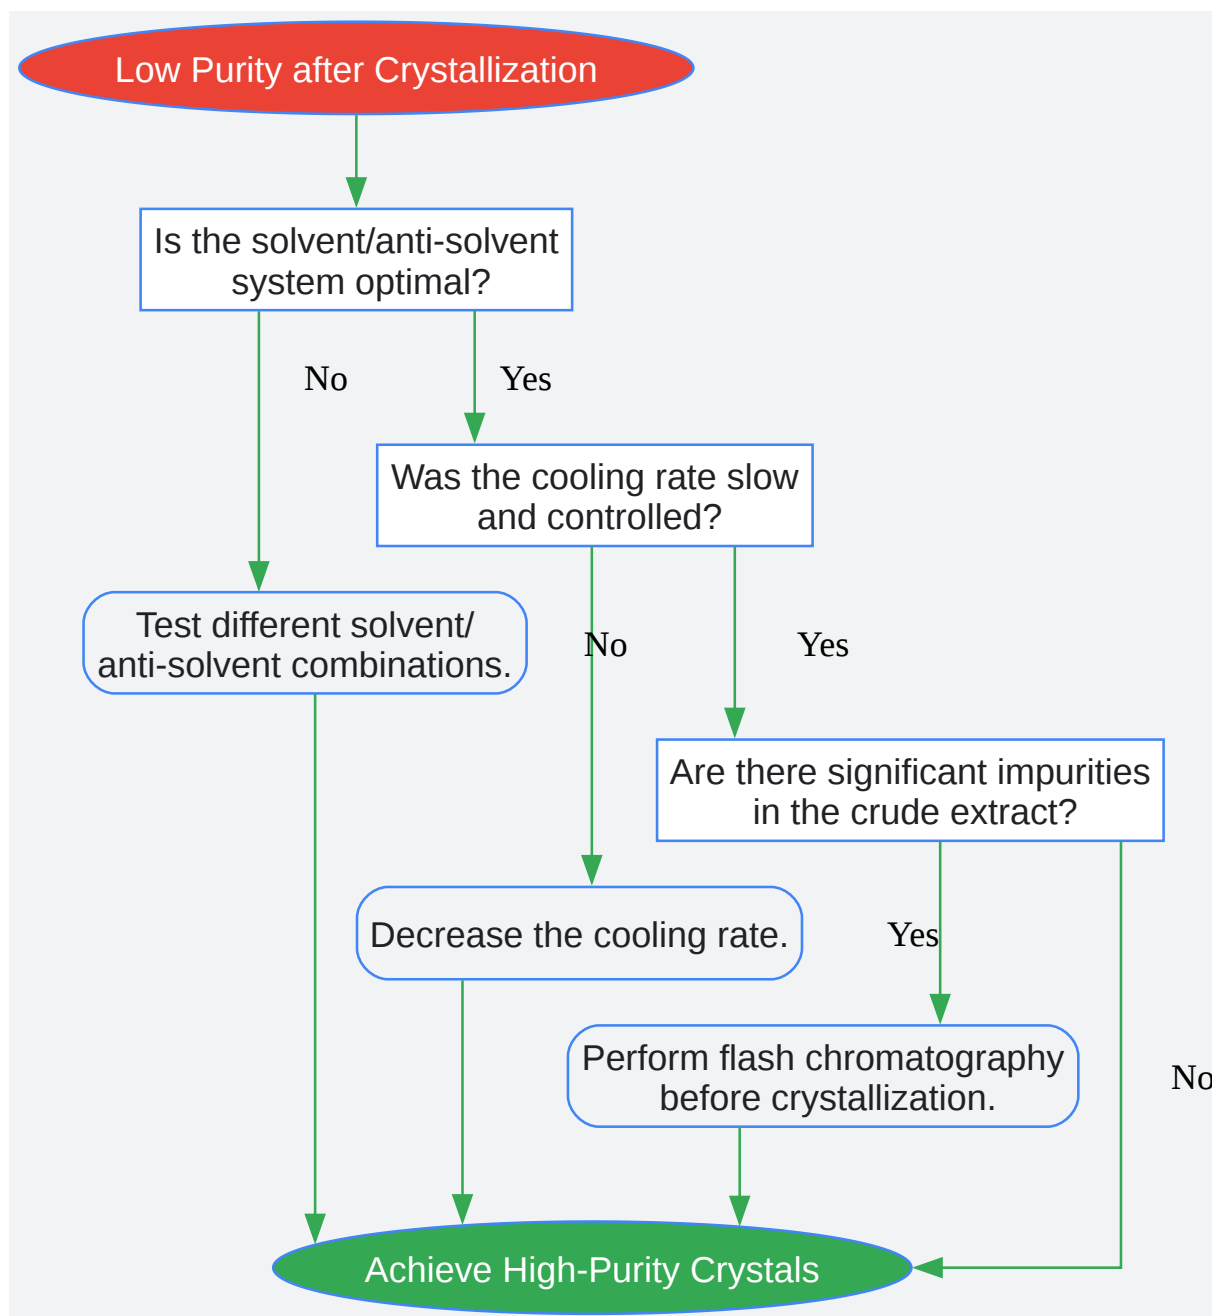 Low Purity after Crystallization
Is the solvent/anti-solvent
system optimal?
No
Yes
Was the cooling rate slow
and controlled?
Test different solvent/
anti-solvent combinations.
No
Yes
Are there significant impurities
in the crude extract?
Decrease the cooling rate.
Yes
Perform flash chromatography
before crystallization.
No
Achieve High-Purity Crystals